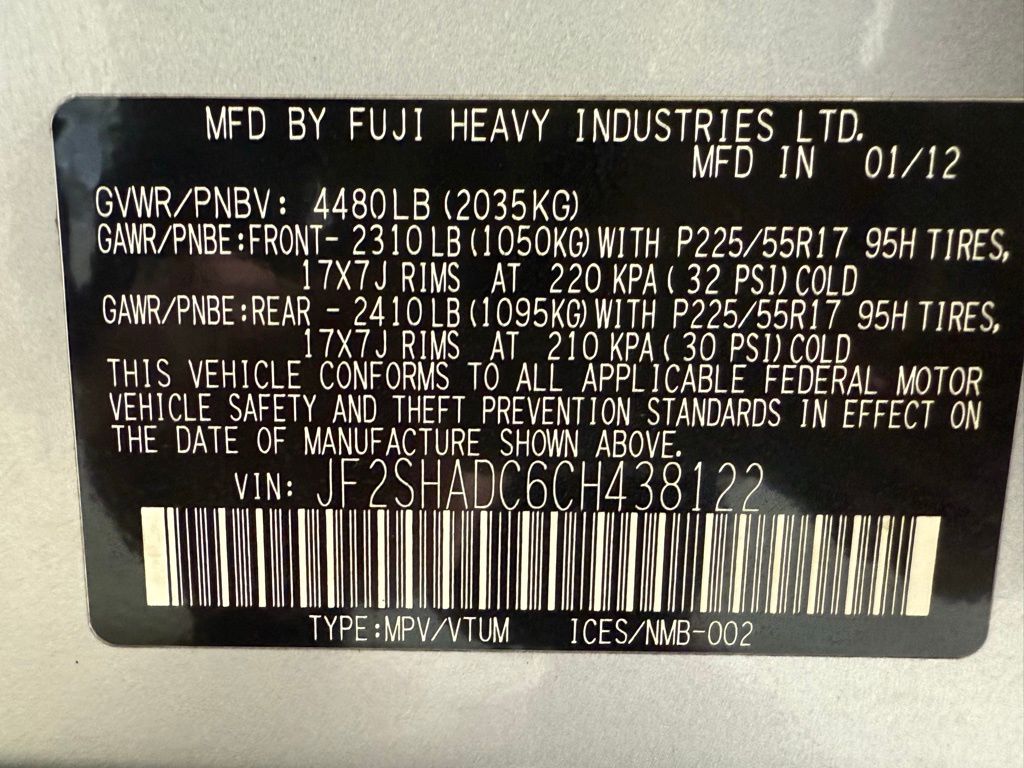 MFD BY FUJI HEAVY INDUSTRIES LTD.
MFD IN 01/12
GVWR/PNBV: 4480LB (2035KG)
GAWR/PNBE:FRONT- 2310LB (1050KG) WITH P225/55R17 95H TIRES,
17X7J RIMS AT 220 KPA ( 32 PSI) COLD
GAWR/PNBE:REAR - 2410LB (1095KG) WITH P225/55R17 95H TIRES,
17X7J RIMS AT 210 KPA ( 30 PSI) COLD
THIS VEHICLE CONFORMS TO ALL APPLICABLE FEDERAL MOTOR
VEHICLE SAFETY AND THEFT PREVENTION STANDARDS IN EFFECT ON
THE DATE OF MANUFACTURE SHOWN ABOVE.
VIN: JF2SHADC6CH438122
TYPE:MPV/VTUM ICES/NMB-002